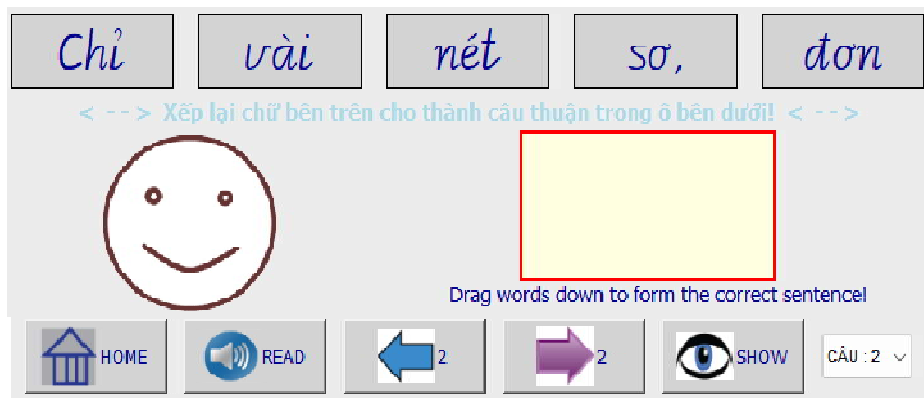 Chỉ vài nét sơ, đơn
< --> Xếp lại chữ bên trên cho thành câu thuận trong ô bên dưới! < -->
Drag words down to form the correct sentence!
HOME READ 2 2 SHOW CÂU : 2